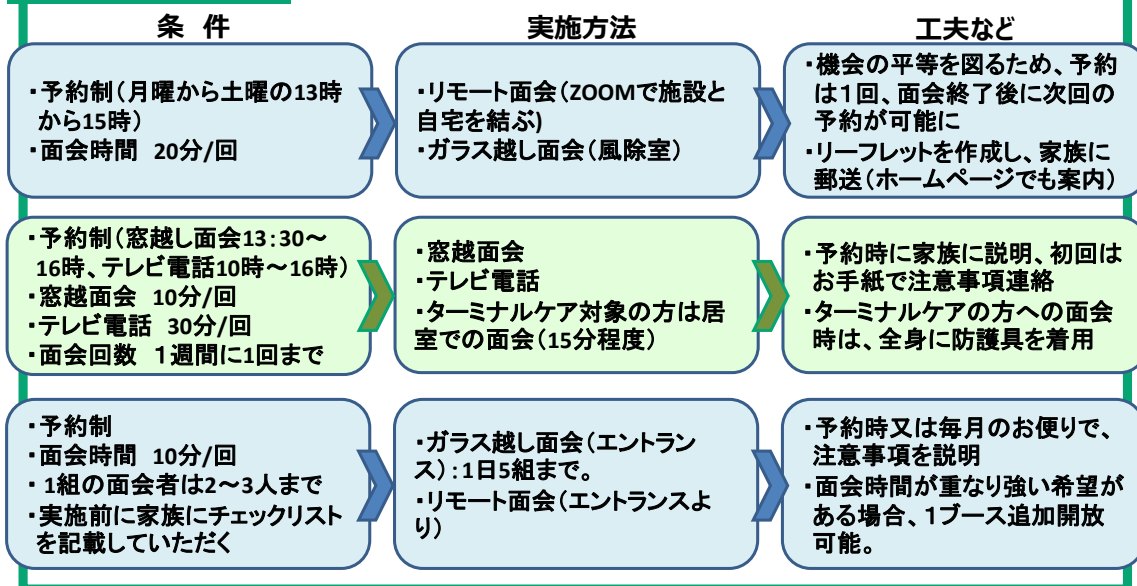 条 件
実施方法
工夫など
・予約制（月曜から土曜の13時
から15時）
・面会時間 20分/回
・リモート面会（ZOOMで施設と
自宅を結ぶ)
・ガラス越し面会（風除室）
・機会の平等を図るため、予約
は１回、面会終了後に次回の
予約が可能に
・リーフレットを作成し、家族に
郵送（ホームページでも案内）
・予約制（窓越し面会13：30～
16時、テレビ電話10時～16時）
・窓越面会 10分/回
・テレビ電話 30分/回
・面会回数 １週間に1回まで
・窓越面会
・テレビ電話
・ターミナルケア対象の方は居
室での面会（15分程度）
・予約時に家族に説明、初回は
お手紙で注意事項連絡
・ターミナルケアの方への面会
時は、全身に防護具を着用
・予約制
・面会時間 10分/回
・ 1組の面会者は2～3人まで
・実施前に家族にチェックリスト
を記載していただく
・ガラス越し面会（エントラン
ス）：1日5組まで。
・リモート面会（エントランスよ
り）
・予約時又は毎月のお便りで、
注意事項を説明
・面会時間が重なり強い希望が
ある場合、1ブース追加開放
可能。